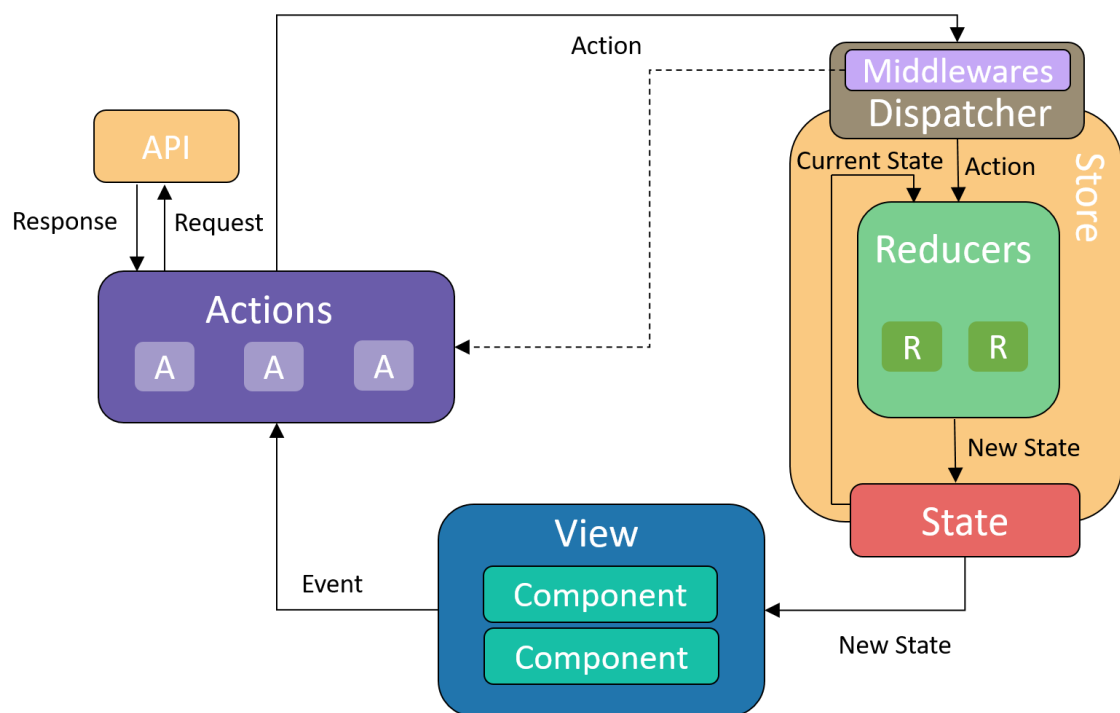 Action
Middlewares
Dispatcher
API
Current State
Action
Store
Response
Request
Reducers
Actions
A
A
A
R
R
New State
State
View
Event
Component
Component
New State